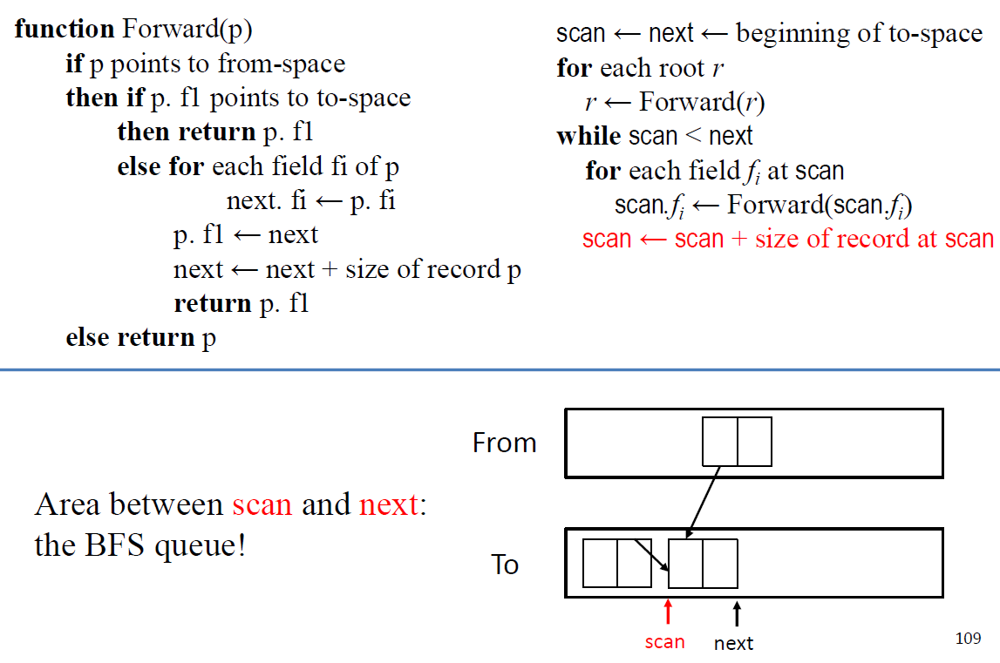 function Forward(p)
if p points to from-space
then if p. f1 points to to-space
then return p. f1
else for each field fi of p
next. fi ← p. fi
p. f1 ← next
next ← next + size of record p
return p. f1
else return p
scan ← next ← beginning of to-space
for each root r
r ← Forward(r)
while scan < next
for each field fᵢ at scan
scan.fᵢ ← Forward(scan.fᵢ)
scan ← scan + size of record at scan
Area between scan and next:
the BFS queue!
From
To
scan
next
109